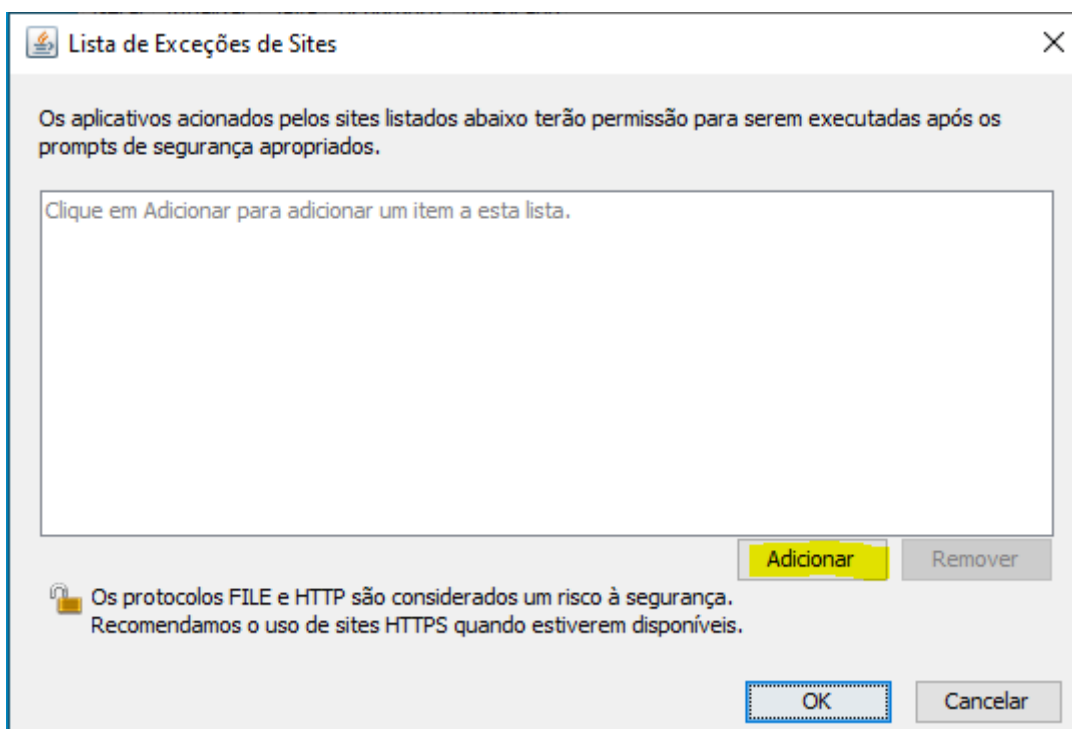 Lista de Exceções de Sites
Os aplicativos acionados pelos sites listados abaixo terão permissão para serem executadas após os
prompts de segurança apropriados.
Clique em Adicionar para adicionar um item a esta lista.
Adicionar
Remover
Os protocolos FILE e HTTP são considerados um risco à segurança.
Recomendamos o uso de sites HTTPS quando estiverem disponíveis.
OK
Cancelar